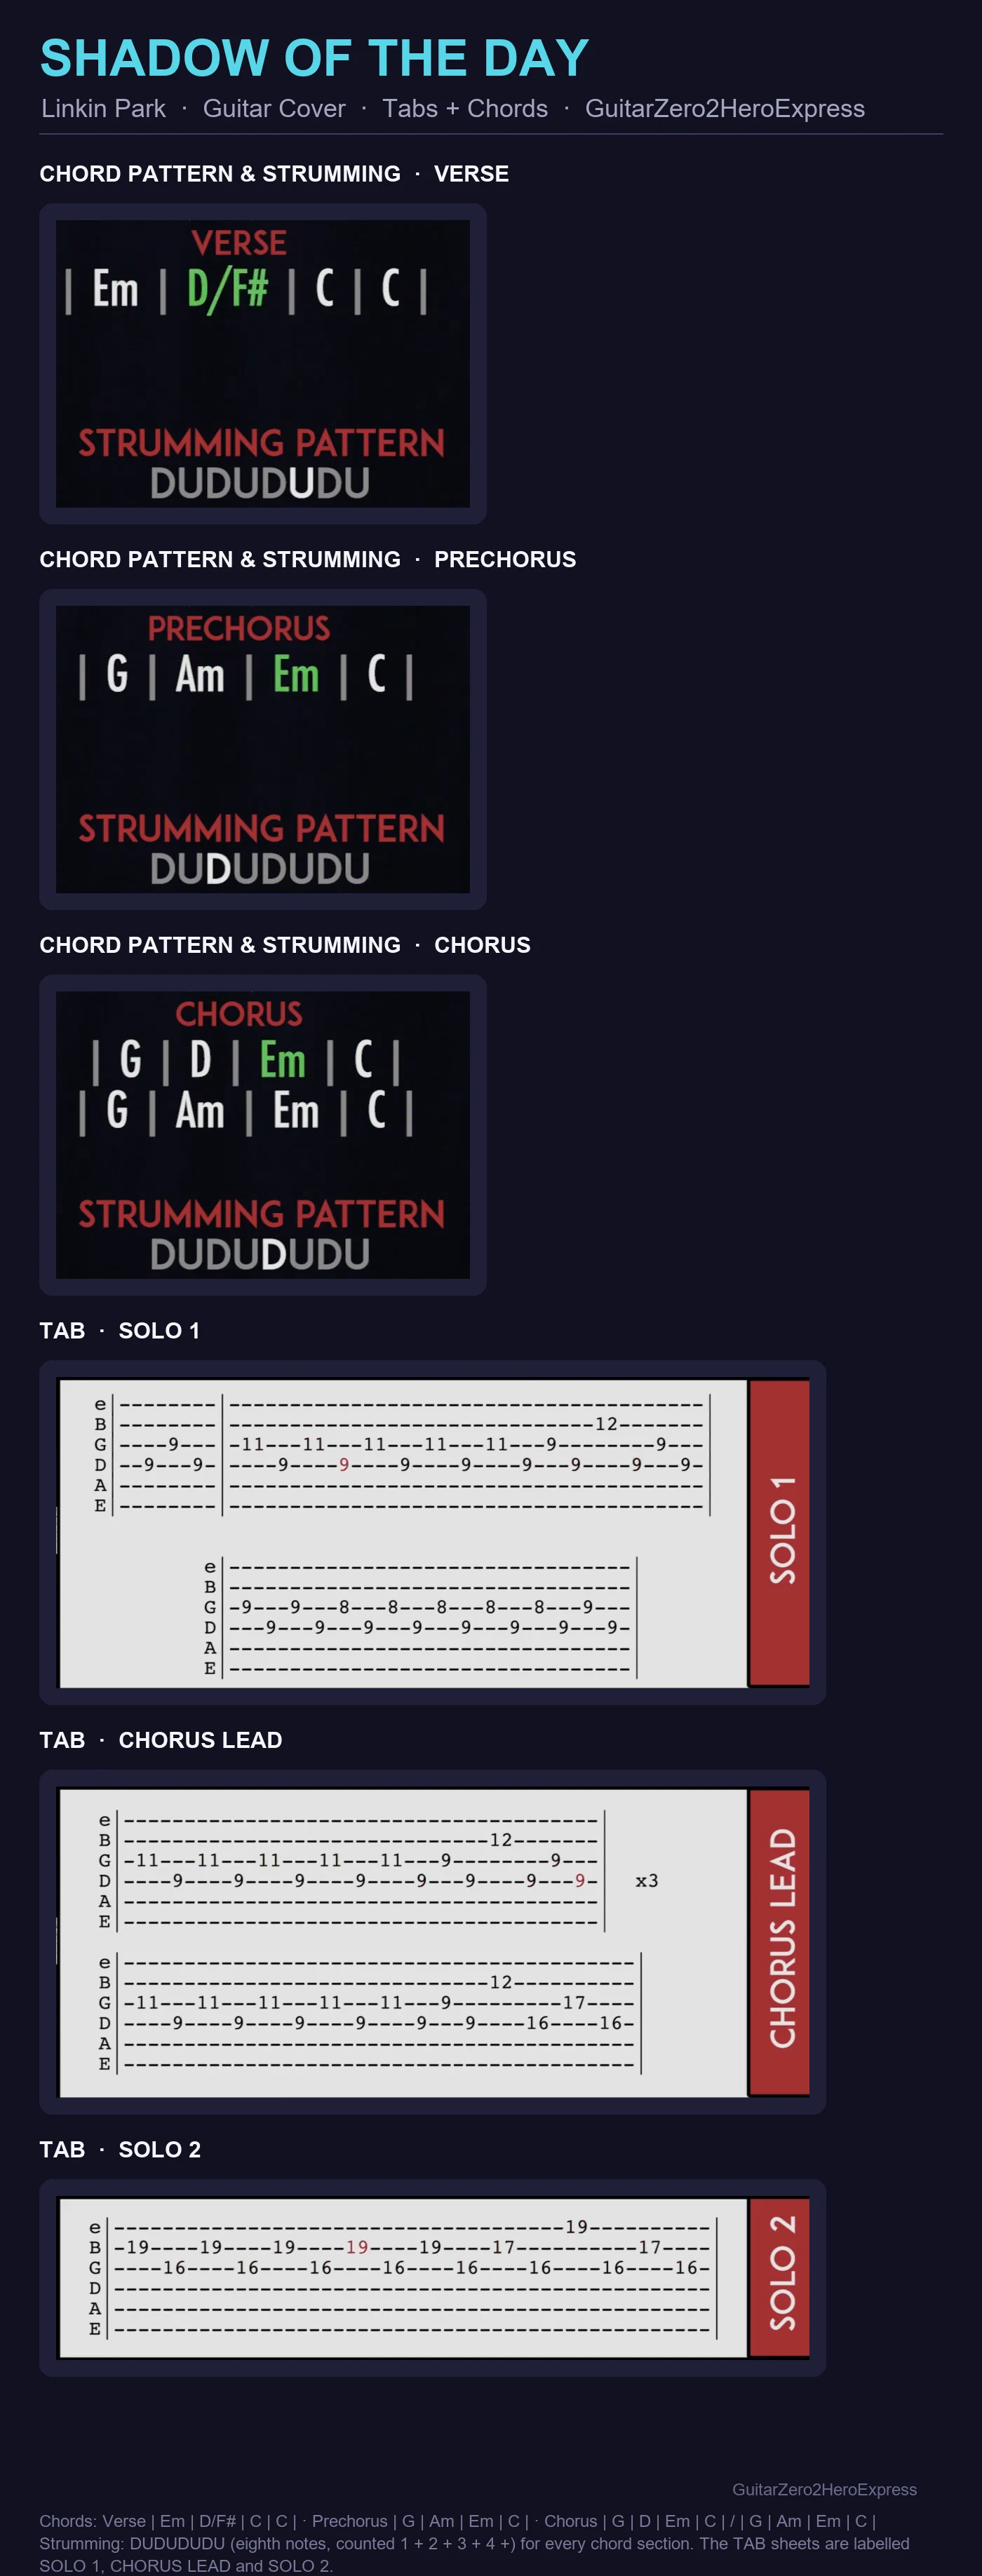 SHADOW OF THE DAY
Linkin Park · Guitar Cover · Tabs + Chords · GuitarZero2HeroExpress
CHORD PATTERN & STRUMMING · VERSE
VERSE
| Em | D/F# | C | C |
STRUMMING PATTERN
DUDUDUDU
CHORD PATTERN & STRUMMING · PRECHORUS
PRECHORUS
| G | Am | Em | C |
STRUMMING PATTERN
DUDUDUDU
CHORD PATTERN & STRUMMING · CHORUS
CHORUS
| G | D | Em | C |
| G | Am | Em | C |
STRUMMING PATTERN
DUDUDUDU
TAB · SOLO 1
e|--------|---------------------------------------|
B|--------|------------------------------12-------|
G|----9---|-11---11---11---11---11---9--------9---|
D|--9---9-|----9----9----9----9----9---9----9---9-|
A|--------|---------------------------------------|
E|--------|---------------------------------------|
SOLO 1
e|---------------------------------|
B|---------------------------------|
G|-9---9---8---8---8---8---8---9---|
D|---9---9---9---9---9---9---9---9-|
A|---------------------------------|
E|---------------------------------|
TAB · CHORUS LEAD
e|---------------------------------------|
B|------------------------------12-------|
G|-11---11---11---11---11---9--------9---|
D|----9----9----9----9----9---9----9---9-| x3
A|---------------------------------------|
E|---------------------------------------|
CHORUS LEAD
e|------------------------------------------|
B|------------------------------12----------|
G|-11---11---11---11---11---9---------17----|
D|----9----9----9----9----9---9----16----16-|
A|------------------------------------------|
E|------------------------------------------|
TAB · SOLO 2
e|-------------------------------------19----------|
B|-19----19----19----19----19----17----------17----|
G|----16----16----16----16----16----16----16----16-|
D|-------------------------------------------------|
A|-------------------------------------------------|
E|-------------------------------------------------|
SOLO 2
GuitarZero2HeroExpress
Chords: Verse | Em | D/F# | C | C | · Prechorus | G | Am | Em | C | · Chorus | G | D | Em | C | / | G | Am | Em | C |
Strumming: DUDUDUDU (eighth notes, counted 1 + 2 + 3 + 4 +) for every chord section. The TAB sheets are labelled
SOLO 1, CHORUS LEAD and SOLO 2.